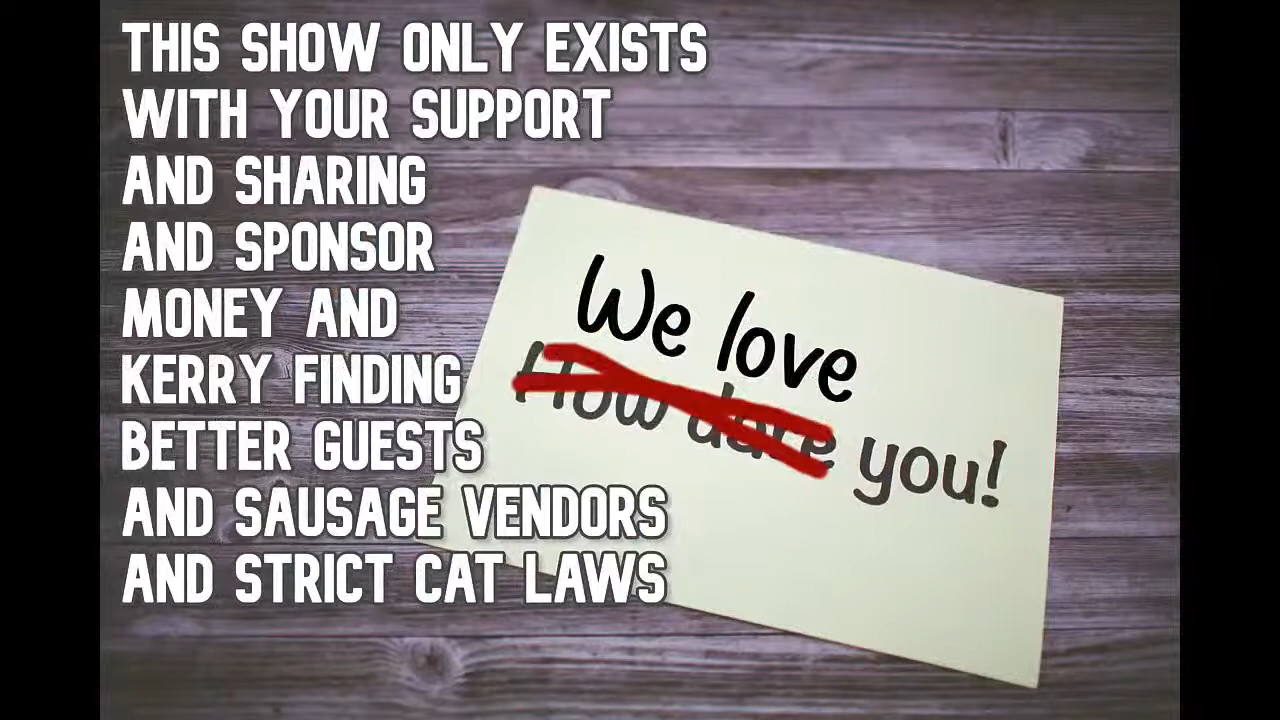 THIS SHOW ONLY EXISTS
WITH YOUR SUPPORT
AND SHARING
AND SPONSOR
MONEY AND
KERRY FINDING
BETTER GUESTS
AND SAUSAGE VENDORS
AND STRICT CAT LAWS
We love
How dare you!